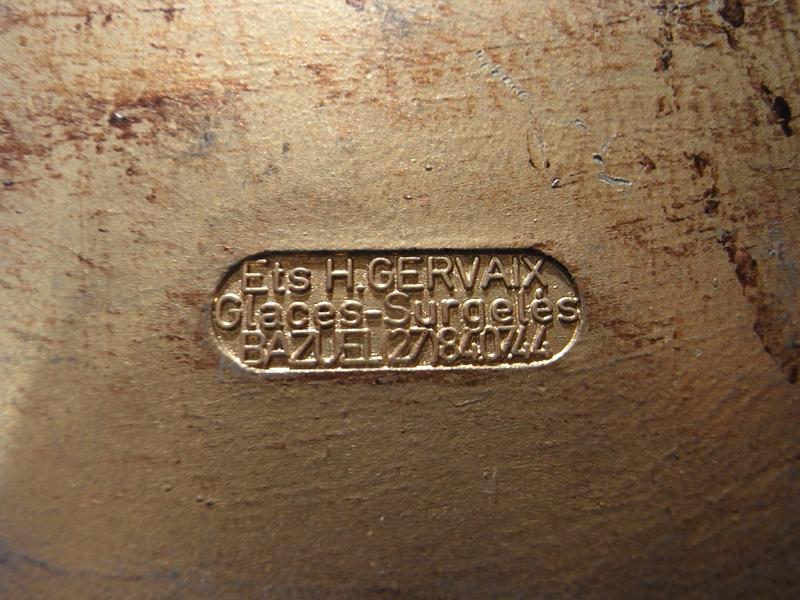 Ets H.GERVAIX
Glaces-Surgelés
BAZUEL 27)84.07.44